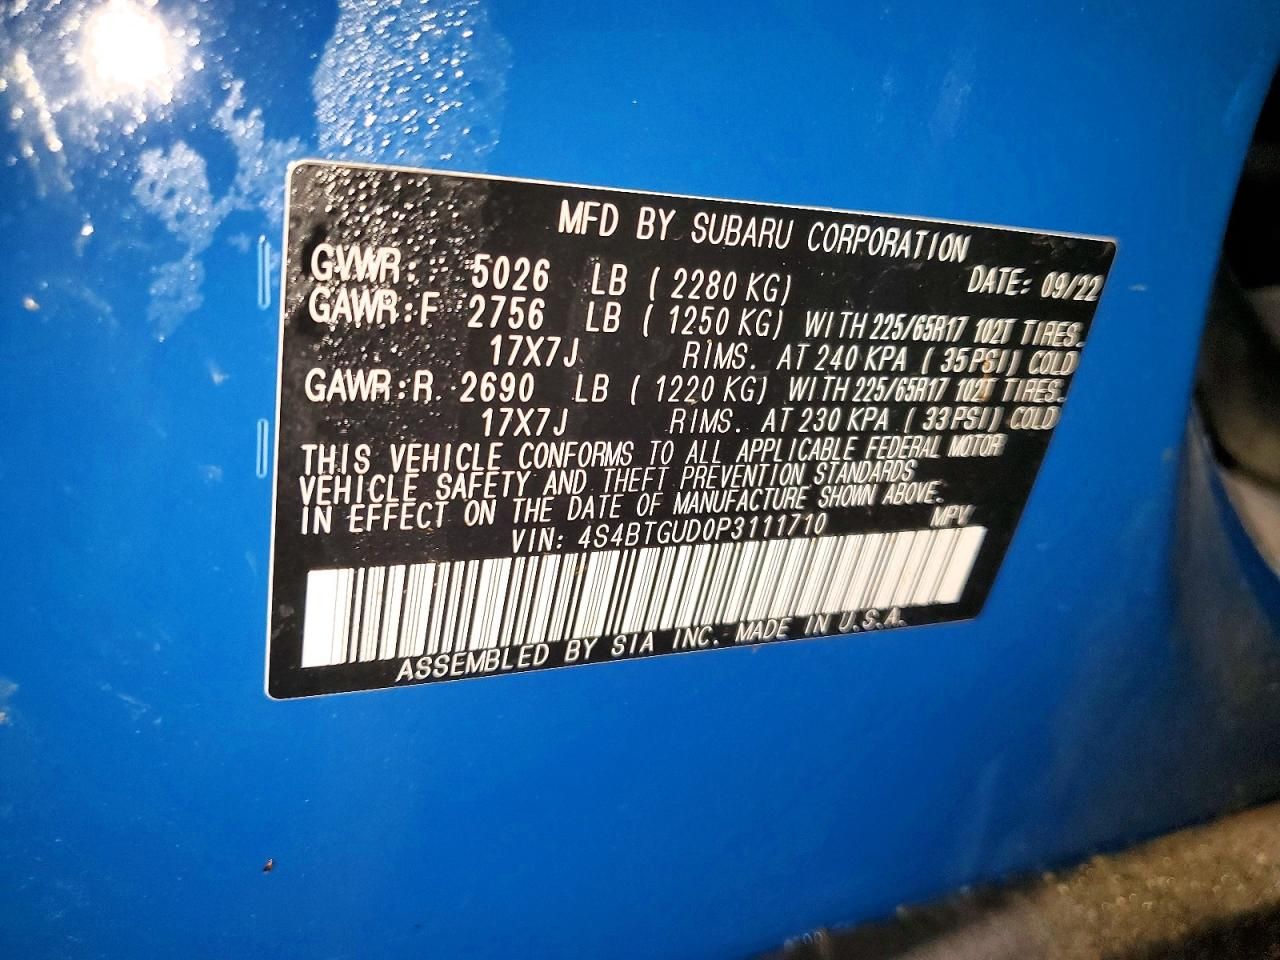 MFD BY SUBARU CORPORATION
DATE: 09/22
GVWR: 5026 LB ( 2280 KG)
GAWR:F 2756 LB ( 1250 KG) WITH 225/65R17 102T TIRES.
17X7J RIMS. AT 240 KPA ( 35PSI) COLD
GAWR:R. 2690 LB ( 1220 KG) WITH 225/65R17 102T TIRES.
17X7J RIMS. AT 230 KPA ( 33PSI) COLD
THIS VEHICLE CONFORMS TO ALL APPLICABLE FEDERAL MOTOR
VEHICLE SAFETY AND THEFT PREVENTION STANDARDS
IN EFFECT ON THE DATE OF MANUFACTURE SHOWN ABOVE.
VIN: 4S4BTGUD0P3111710 MPV
ASSEMBLED BY SIA INC. MADE IN U.S.A.